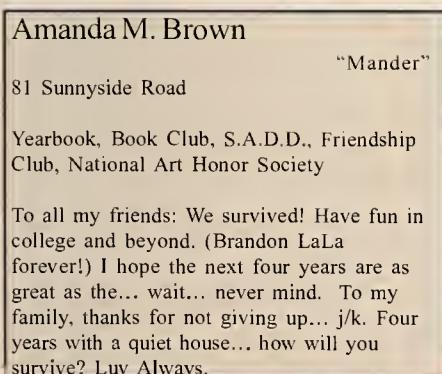 Amanda M. Brown
“Mander”
81 Sunnyside Road
Yearbook, Book Club, S.A.D.D., Friendship
Club, National Art Honor Society
To all my friends: We survived! Have fun in
college and beyond. (Brandon LaLa
forever!) I hope the next four years are as
great as the... wait... never mind. To my
family, thanks for not giving up... j/k. Four
years with a quiet house... how will you
survive? Luv Always.